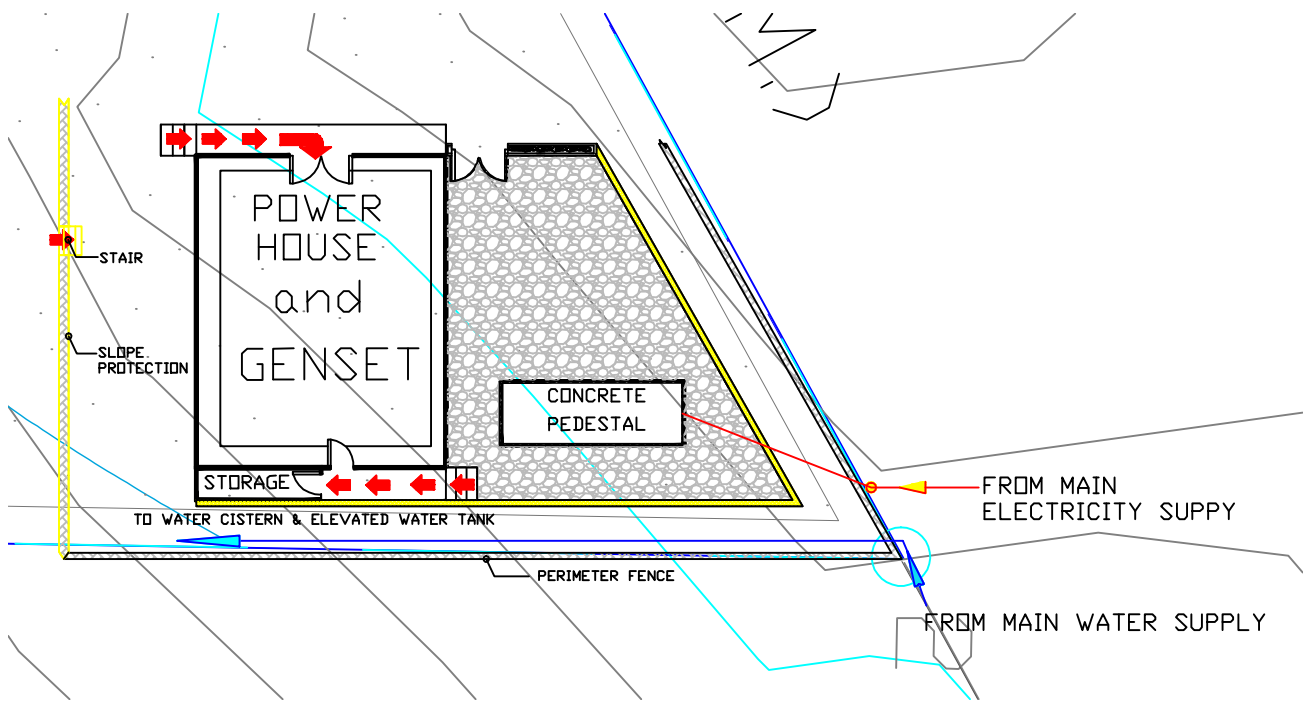 POWER
HOUSE
and
GENSET
STAIR
SLOPE
PROTECTION
CONCRETE
PEDESTAL
STORAGE
FROM MAIN
ELECTRICITY SUPPY
TO WATER CISTERN & ELEVATED WATER TANK
PERIMETER FENCE
FROM MAIN WATER SUPPLY